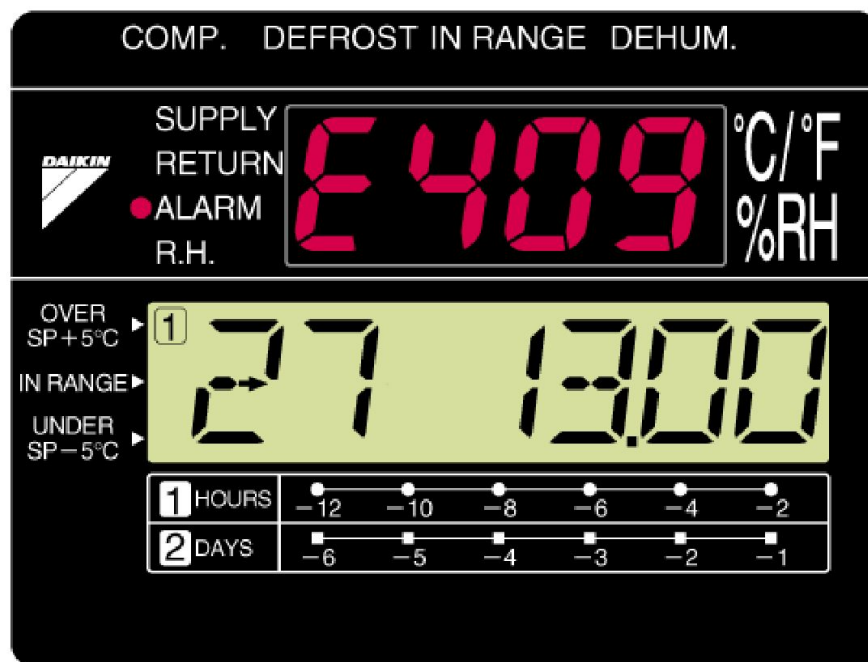 COMP. DEFROST IN RANGE DEHUM.
SUPPLY
RETURN
ALARM
R.H.
DAIKIN
E409
°C/°F
%RH
OVER
SP+5°C
IN RANGE
UNDER
SP−5°C
1
27 13.00
1 HOURS −12 −10 −8 −6 −4 −2
2 DAYS −6 −5 −4 −3 −2 −1